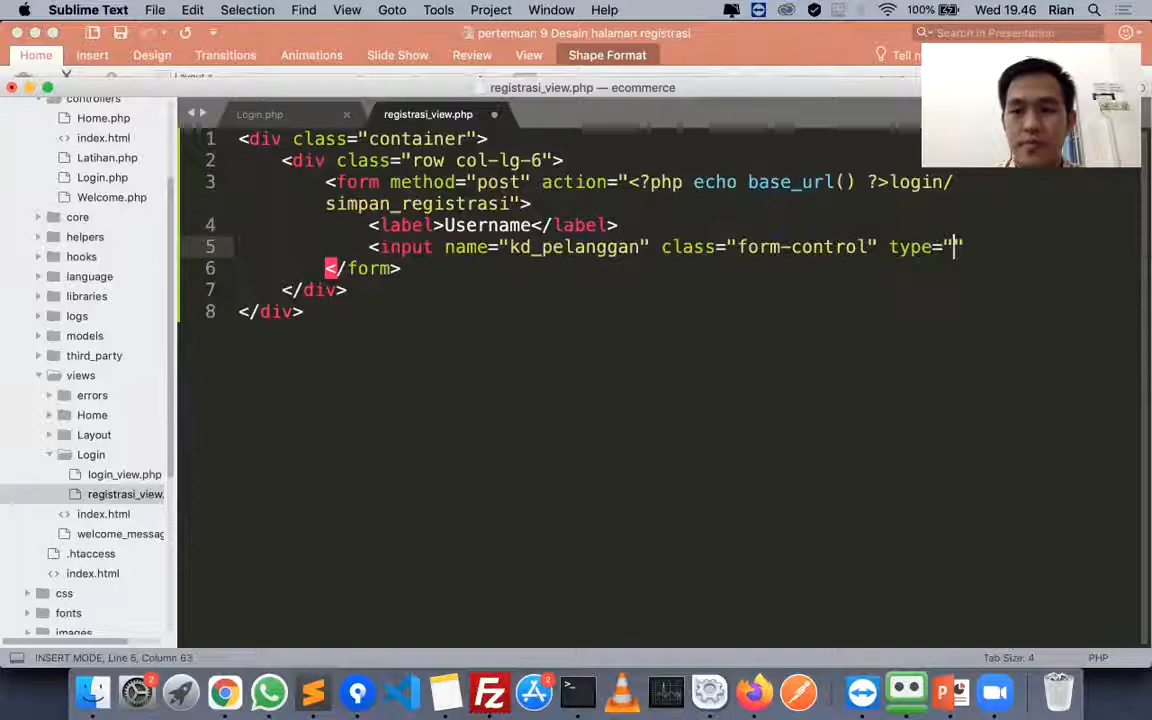 Sublime Text File Edit Selection Find View Goto Tools Project Window Help 100% Wed 19.46 Rian
pertemuan 9 Desain halaman registrasi
Search in Presentation
Home Insert Design Transitions Animations Slide Show Review View Shape Format Tell
registrasi_view.php — ecommerce
controllers
Home.php
index.html
Latihan.php
Login.php
Welcome.php
core
helpers
hooks
language
libraries
logs
models
third_party
views
errors
Home
Layout
Login
login_view.php
registrasi_view.
index.html
welcome_messag
.htaccess
index.html
css
fonts
images
Login.php
registrasi_view.php
1 <div class="container">
2 <div class="row col-lg-6">
3 <form method="post" action="<?php echo base_url() ?>login/
simpan_registrasi">
4 <label>Username</label>
5 <input name="kd_pelanggan" class="form-control" type=""
6 </form>
7 </div>
8 </div>
INSERT MODE, Line 5, Column 63
Tab Size: 4
PHP
2
2